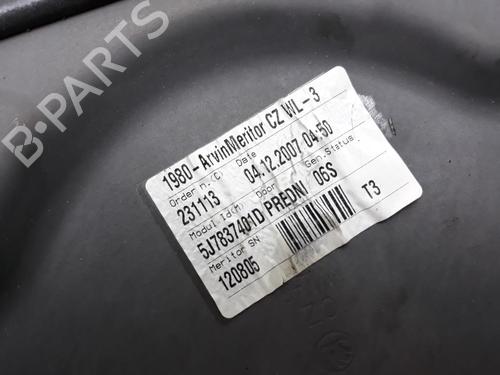 B-PARTS
1980-ArvinMeritor CZ WL-3
Order n.(C) Date
231113 04.12.2007 04:50
Modul Id(M) Door Gen.Status
5J7837401D PREDNI 06S
Meritor SN
120805 T3